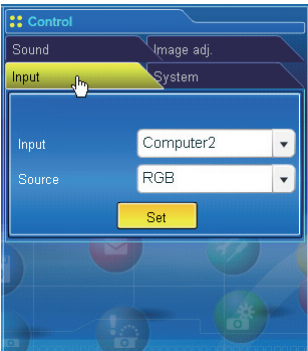 Control
Sound Image adj.
Input System
Input Computer2
Source RGB
Set